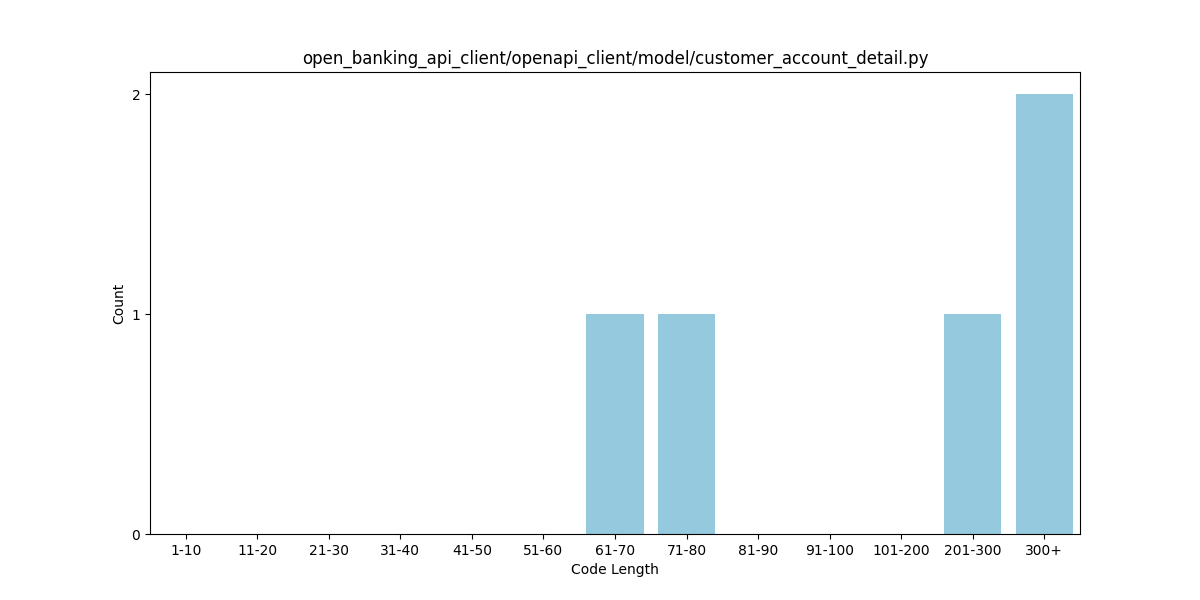 open_banking_api_client/openapi_client/model/customer_account_detail.py
2
1
0
Count
1-10 11-20 21-30 31-40 41-50 51-60 61-70 71-80 81-90 91-100 101-200 201-300 300+
Code Length